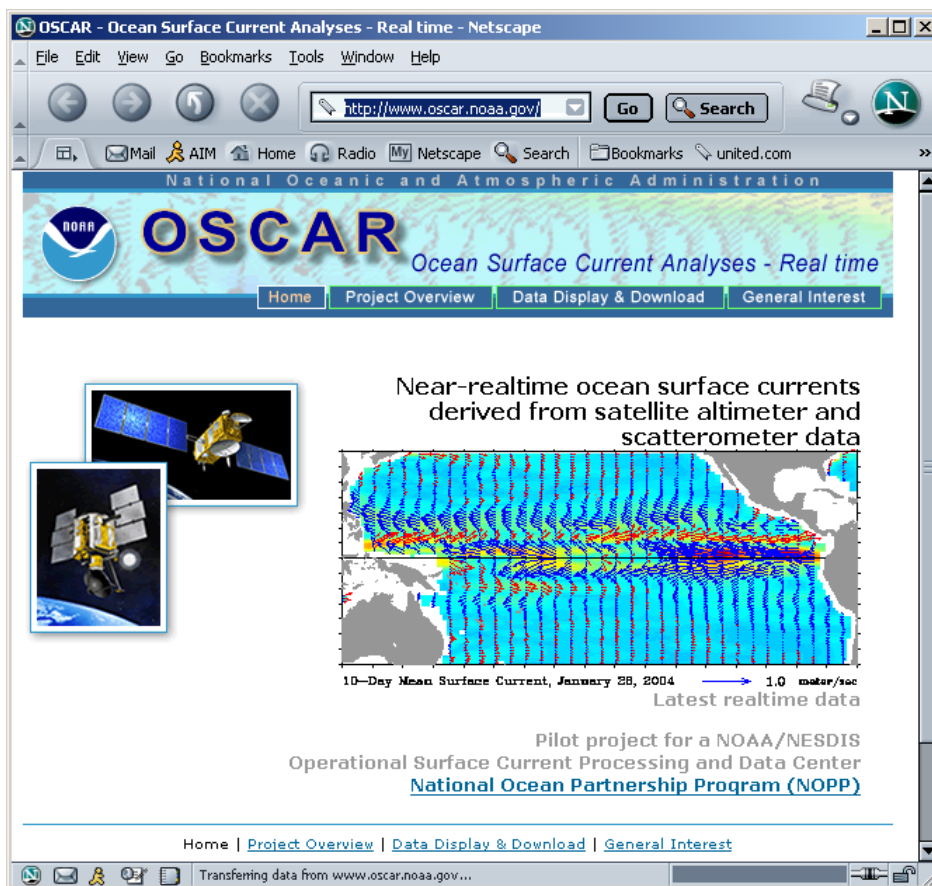 OSCAR - Ocean Surface Current Analyses - Real time - Netscape
File Edit View Go Bookmarks Tools Window Help
http://www.oscar.noaa.gov/ Go Search N
Mail AIM Home Radio My Netscape Search Bookmarks united.com »
National Oceanic and Atmospheric Administration
NOAA
OSCAR
Ocean Surface Current Analyses - Real time
Home Project Overview Data Display & Download General Interest
Near-realtime ocean surface currents
derived from satellite altimeter and
scatterometer data
10-Day Mean Surface Current, January 28, 2004 1.0 meter/sec
Latest realtime data
Pilot project for a NOAA/NESDIS
Operational Surface Current Processing and Data Center
National Ocean Partnership Program (NOPP)
Home | Project Overview | Data Display & Download | General Interest
Transferring data from www.oscar.noaa.gov...